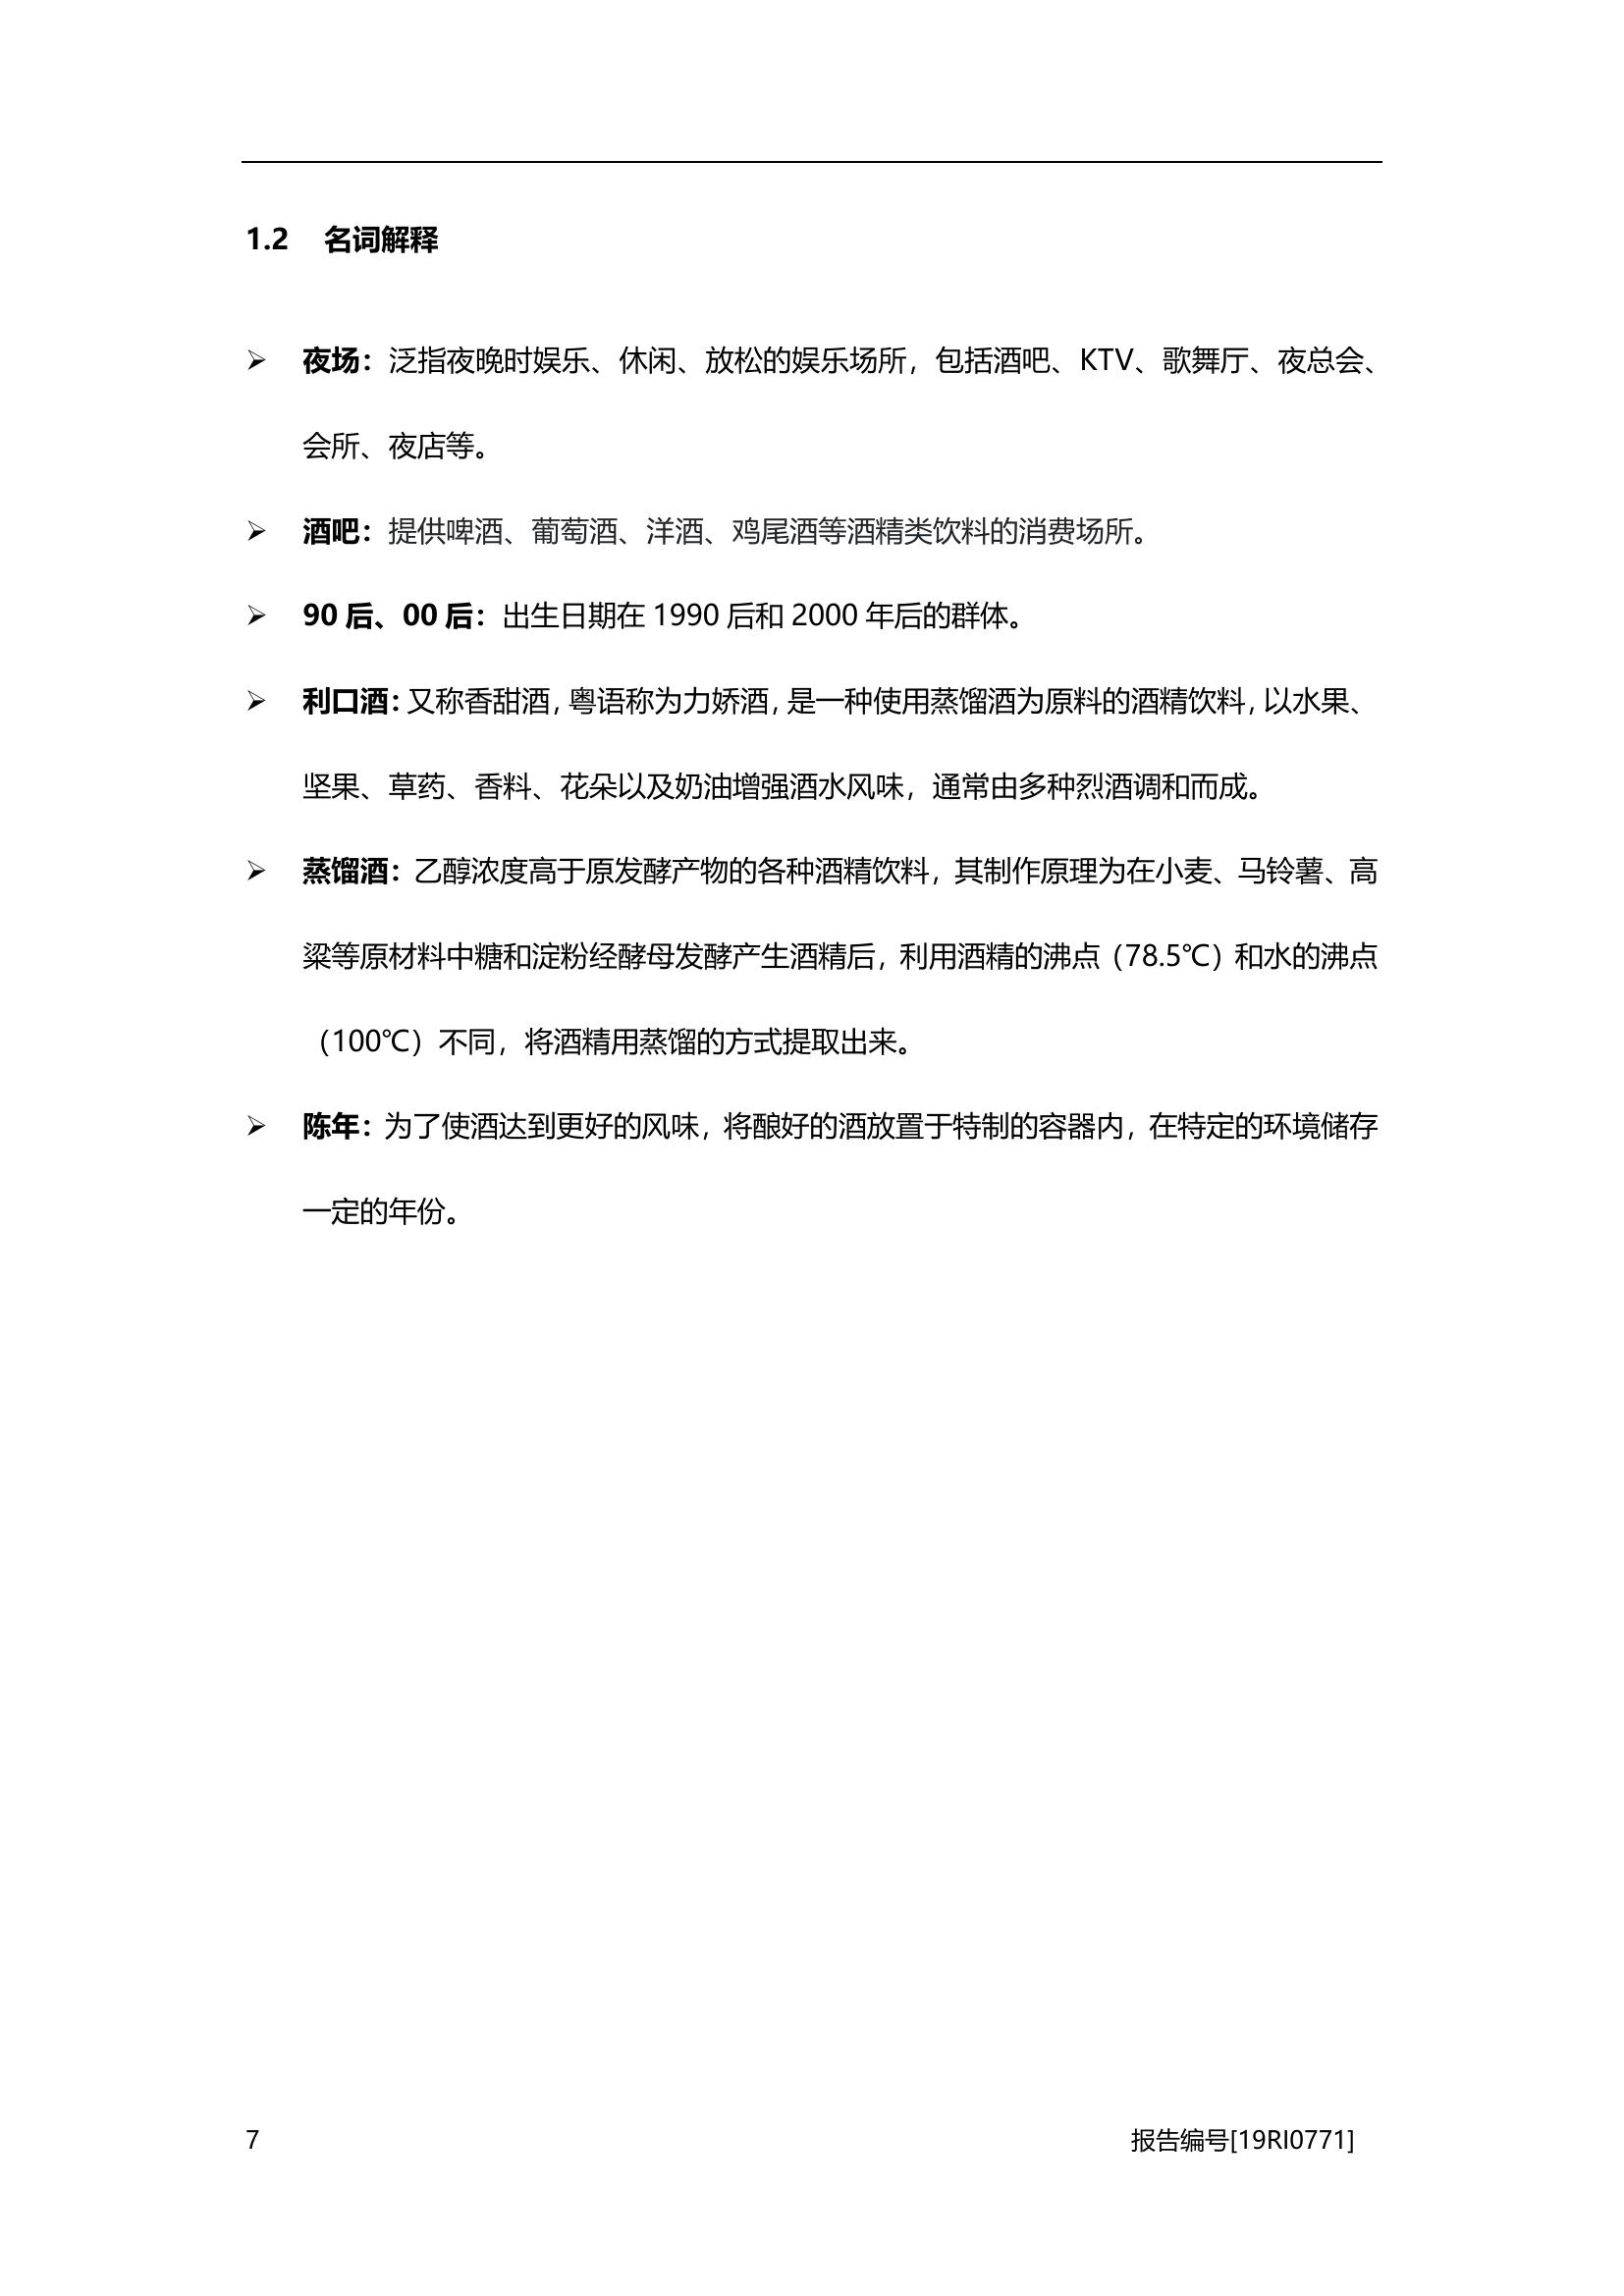 1.2 名词解释
➢ 夜场：泛指夜晚时娱乐、休闲、放松的娱乐场所，包括酒吧、KTV、歌舞厅、夜总会、
会所、夜店等。
➢ 酒吧：提供啤酒、葡萄酒、洋酒、鸡尾酒等酒精类饮料的消费场所。
➢ 90 后、00 后：出生日期在 1990 后和 2000 年后的群体。
➢ 利口酒：又称香甜酒，粤语称为力娇酒，是一种使用蒸馏酒为原料的酒精饮料，以水果、
坚果、草药、香料、花朵以及奶油增强酒水风味，通常由多种烈酒调和而成。
➢ 蒸馏酒：乙醇浓度高于原发酵产物的各种酒精饮料，其制作原理为在小麦、马铃薯、高
粱等原材料中糖和淀粉经酵母发酵产生酒精后，利用酒精的沸点（78.5℃）和水的沸点
（100℃）不同，将酒精用蒸馏的方式提取出来。
➢ 陈年：为了使酒达到更好的风味，将酿好的酒放置于特制的容器内，在特定的环境储存
一定的年份。
7 报告编号[19RI0771]